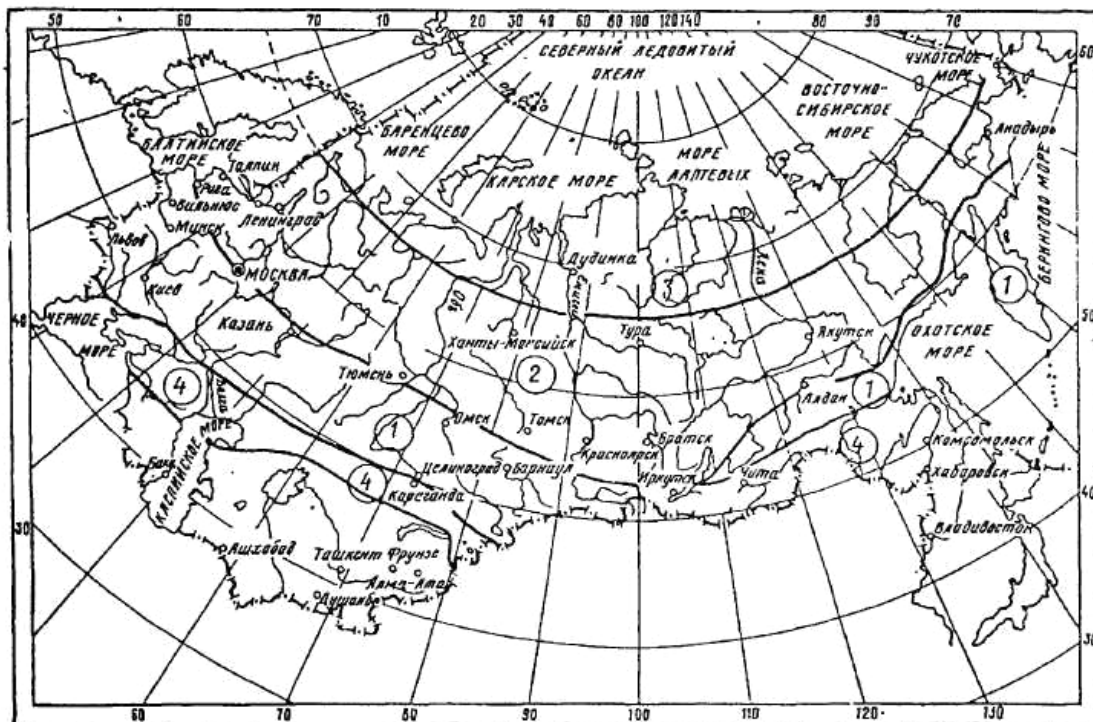 50 60 70 10 20 30 40 60 80 100 120 140 80 90 70
СЕВЕРНЫЙ ЛЕДОВИТЫЙ
ОКЕАН
ЧУКОТСКОЕ
МОРЕ
60
ВОСТОЧНО-
СИБИРСКОЕ
МОРЕ
БАРЕНЦЕВО
МОРЕ
БАЛТИЙСКОЕ
МОРЕ
Таллин
Анадырь
МОРЕ
ЛАПТЕВЫХ
КАРСКОЕ МОРЕ
Рига
Вильнюс
Ленинград
Минск
Львов
БЕРИНГОВО МОРЕ
МОСКВА
Дудинка
Енисей
Лена
3
1
Киев
Обь
40
ЧЕРНОЕ
МОРЕ
Казань
Тура
Якутск
50
ОХОТСКОЕ
МОРЕ
Ханты-Мансийск
Тюмень
2
4
Алдан
1
Омск
Томск
1
Братск
4
Комсомольск
Красноярск
Баку
КАСПИЙСКОЕ МОРЕ
Целиноград
Барнаул
Иркутск
Чита
Хабаровск
4
Караганда
40
30
Владивосток
Ашхабад
Ташкент
Фрунзе
Алма-Ата
Душанбе
30
60 70 80 90 100 110 120 130